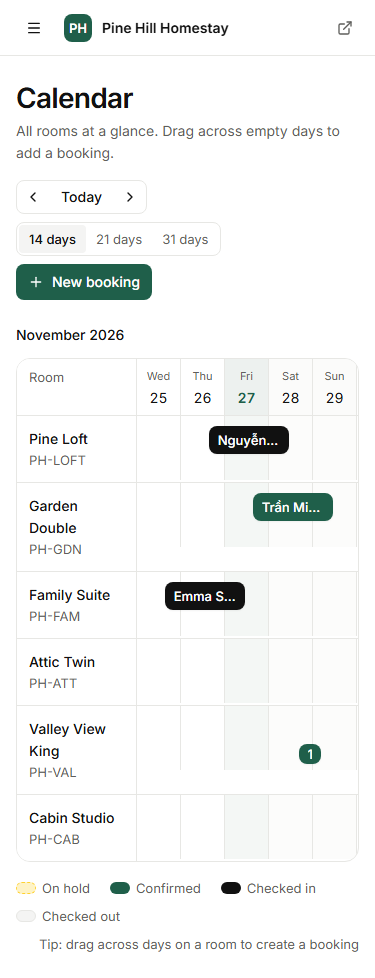 PH Pine Hill Homestay
Calendar
All rooms at a glance. Drag across empty days to
add a booking.
Today
14 days 21 days 31 days
+ New booking
November 2026
Room Wed Thu Fri Sat Sun
25 26 27 28 29
Pine Loft Nguyễn...
PH-LOFT
Garden Trần Mi...
Double
PH-GDN
Family Suite Emma S...
PH-FAM
Attic Twin
PH-ATT
Valley View
King 1
PH-VAL
Cabin Studio
PH-CAB
On hold Confirmed Checked in
Checked out
Tip: drag across days on a room to create a booking